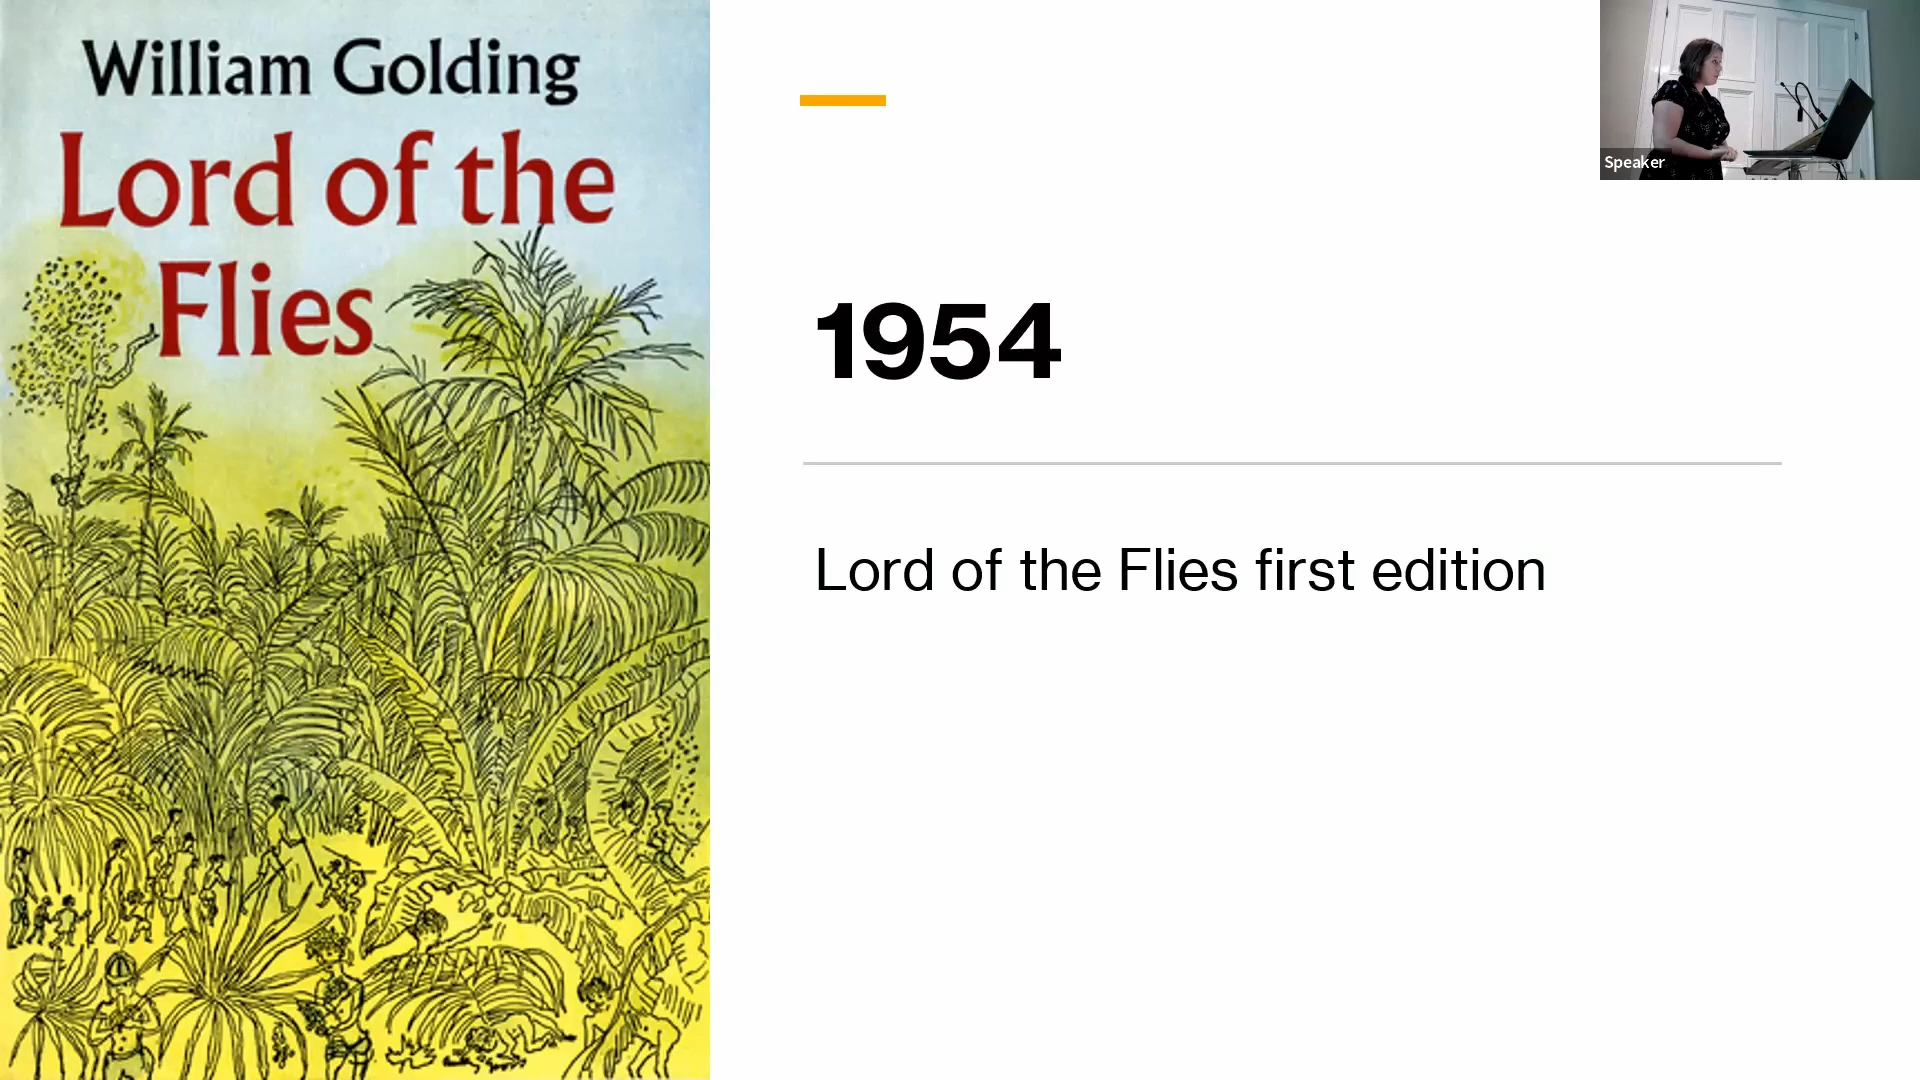 William Golding
Lord of the
Flies
1954
Lord of the Flies first edition
Speaker